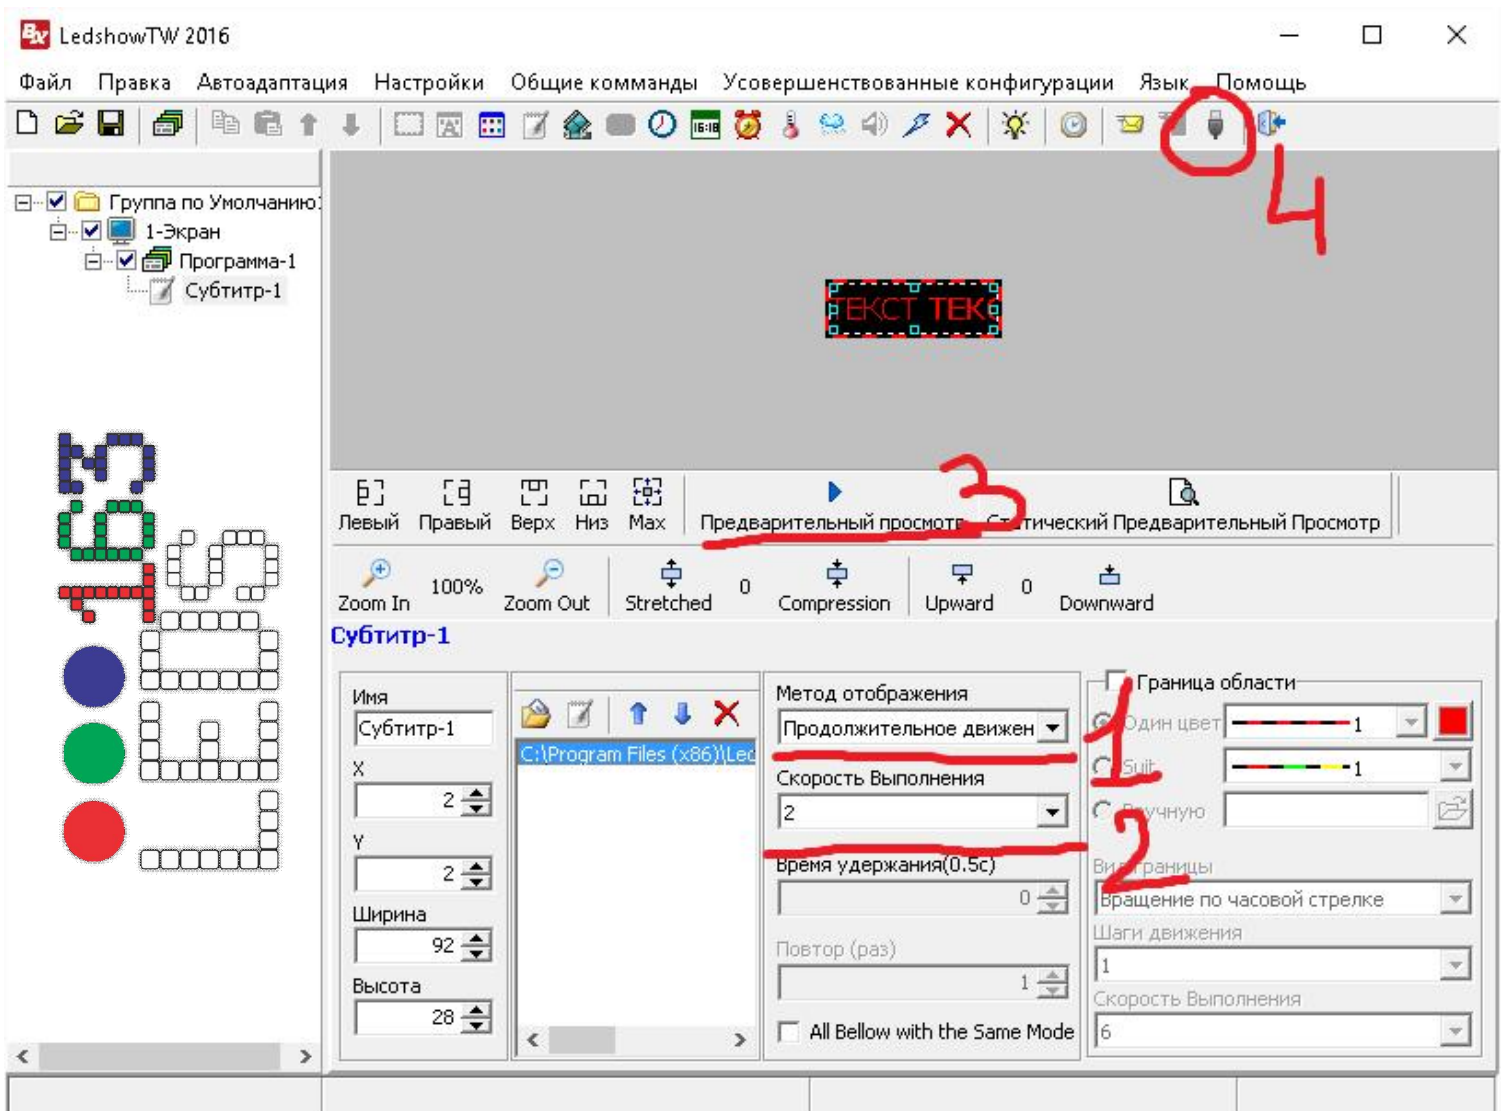 LedshowTW 2016
Файл Правка Автоадаптация Настройки Общие комманды Усовершенствованные конфигурации Язык Помощь
16:18
4
Группа по Умолчанию
1-Экран
Программа-1
Субтитр-1
ТЕКСТ ТЕКС
3
Левый Правый Верх Низ Max Предварительный просмотр Статический Предварительный Просмотр
Zoom In 100% Zoom Out Stretched 0 Compression Upward 0 Downward
Субтитр-1
Имя
Субтитр-1
X
2
Y
2
Ширина
92
Высота
28
C:\Program Files (x86)\Led
Метод отображения
Продолжительное движен
1
Скорость Выполнения
2
2
Время удержания(0.5с)
0
Повтор (раз)
1
All Bellow with the Same Mode
Граница области
Один цвет 1
Suit 1
Вручную
Вид границы
Вращение по часовой стрелке
Шаги движения
1
Скорость Выполнения
6
LEDS